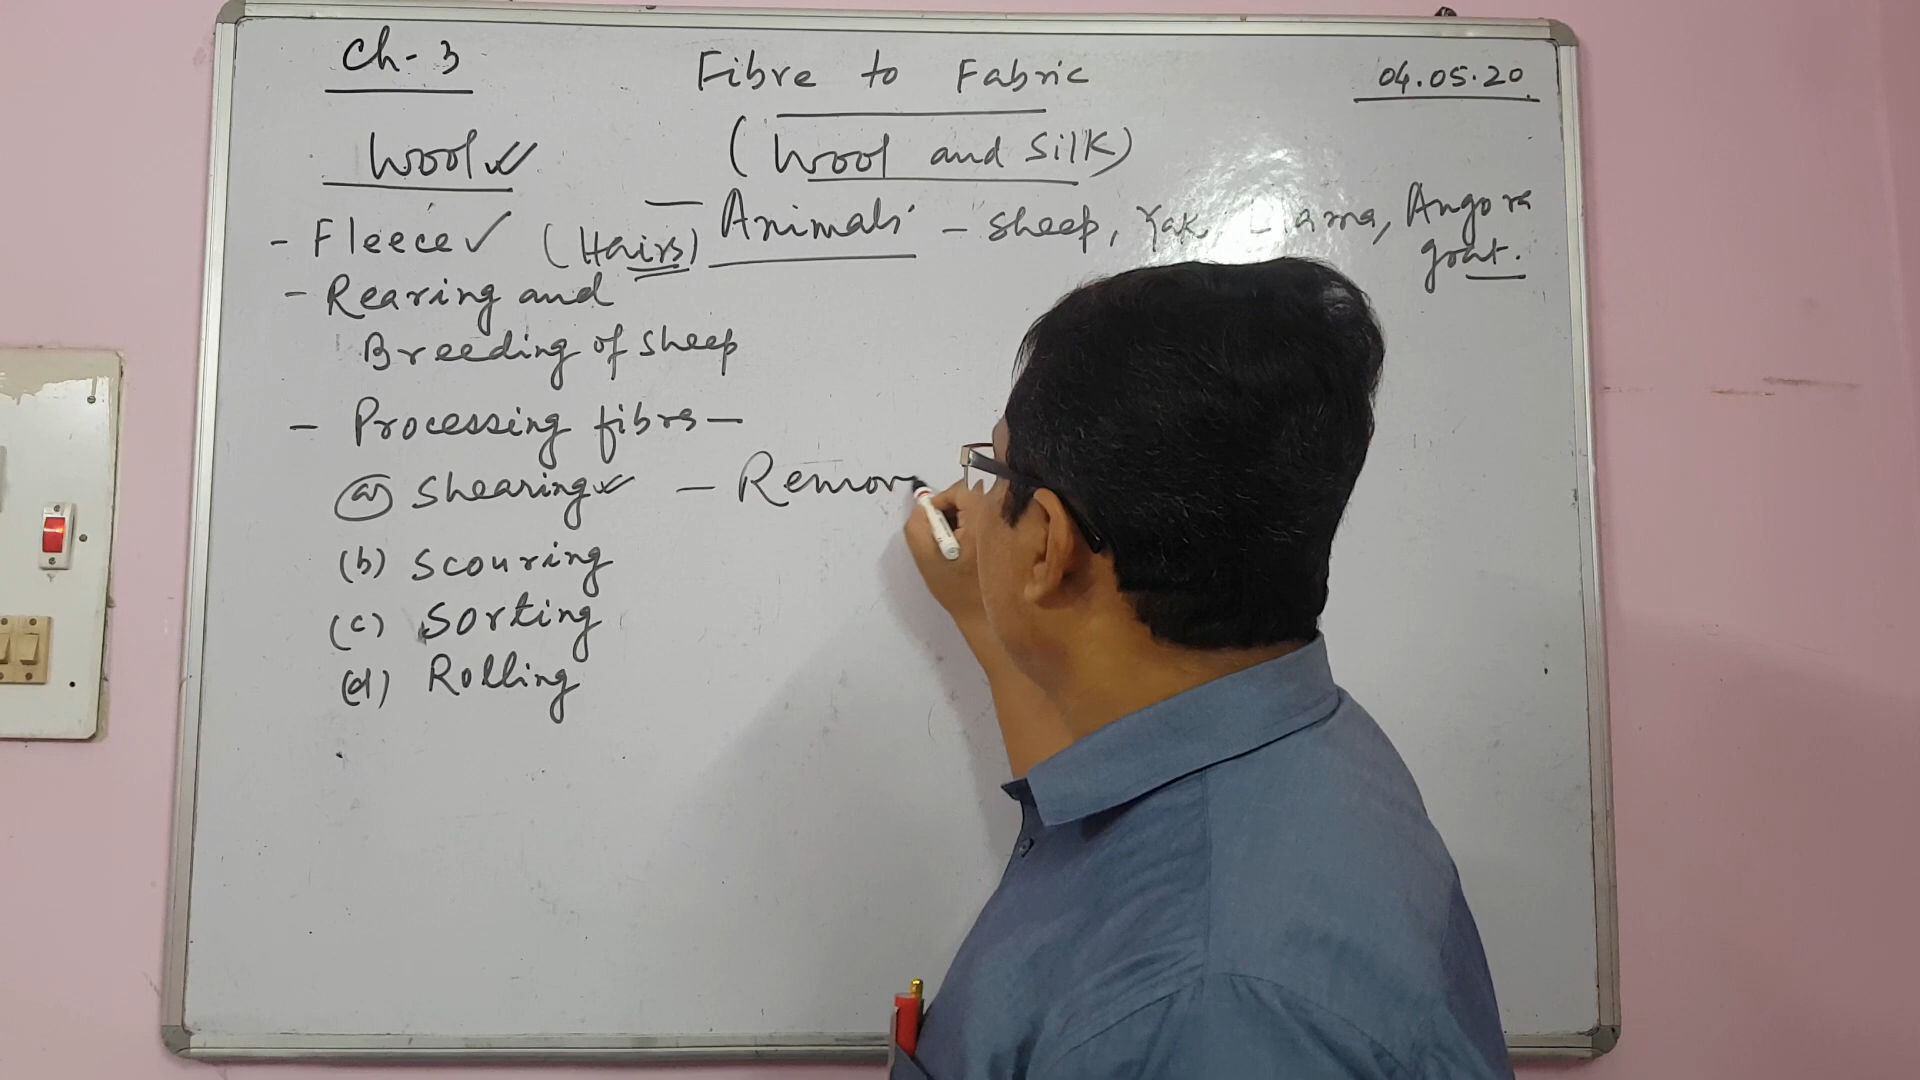 Ch-3 Fibre to Fabric 04.05.20
Wool (Wool and Silk)
- Fleece (Hairs) Animals - Sheep, Yak, Llama, Angora goat.
- Rearing and
Breeding of sheep
- Processing fibres -
(a) Shearing - Remov
(b) Scouring
(c) Sorting
(d) Rolling